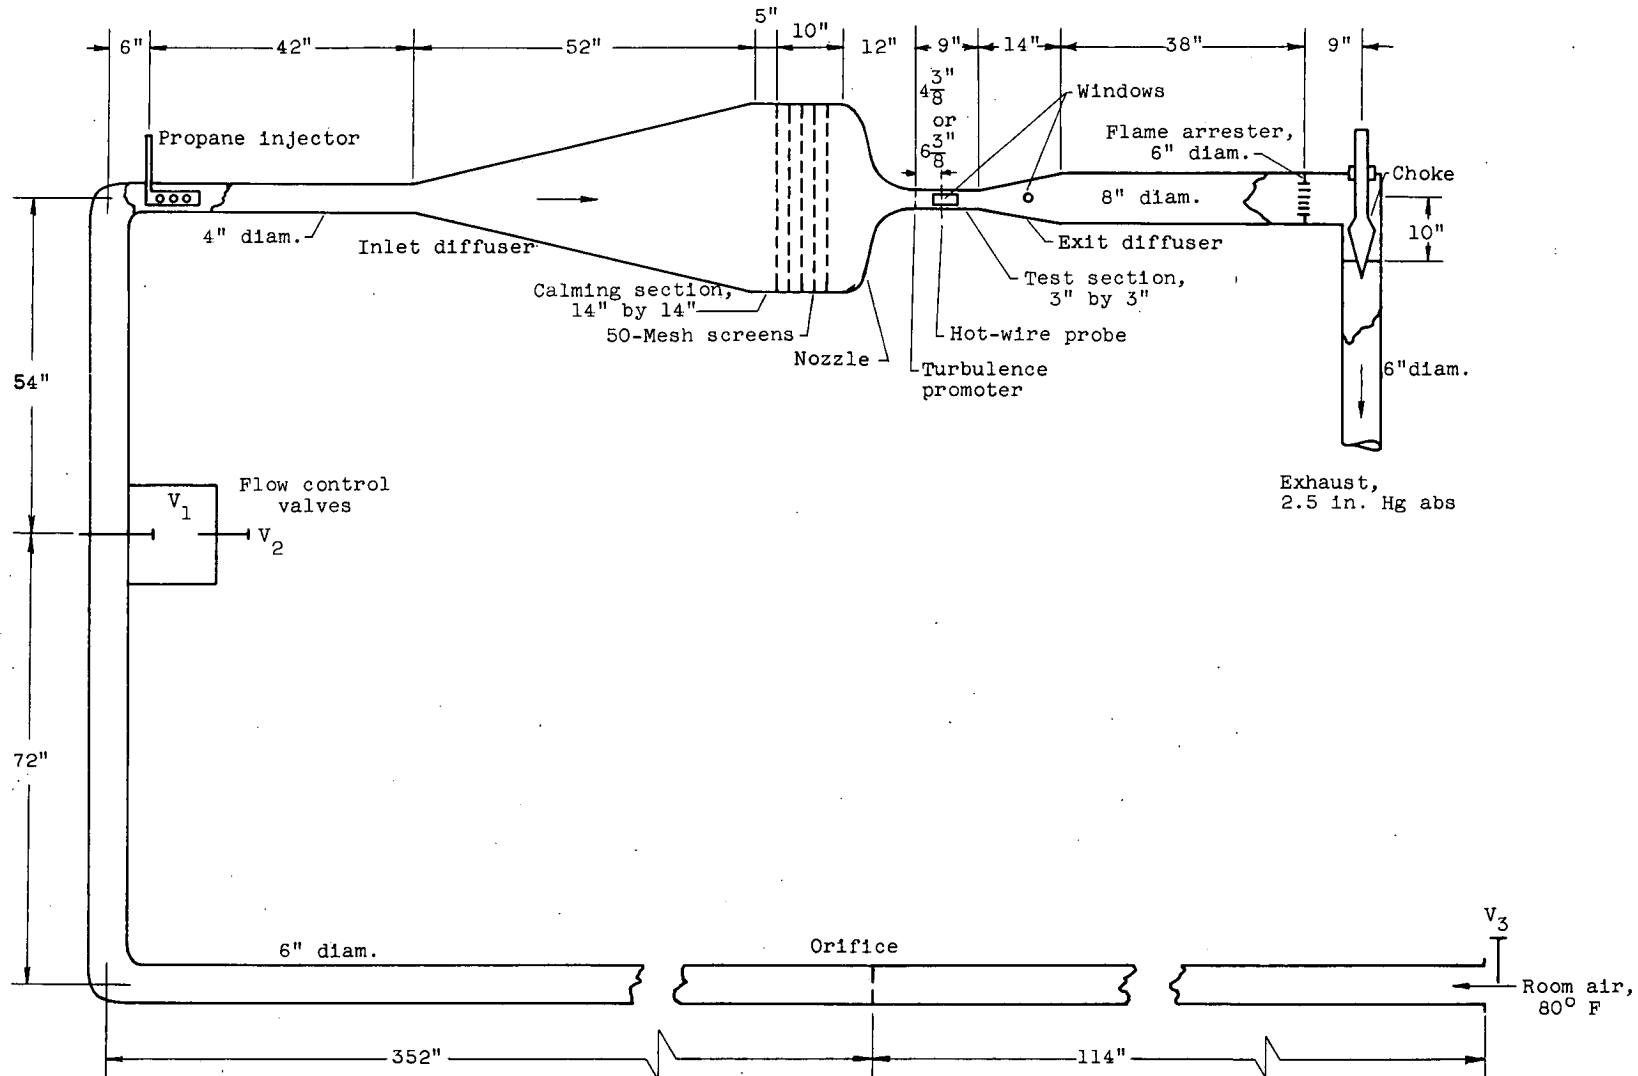 5"
10"
6"
42"
52"
12"
9"
14"
38"
9"
4 3/8"
or
6 3/8"
Windows
Propane injector
Flame arrester,
6" diam.
Choke
8" diam.
10"
4" diam.
Inlet diffuser
Exit diffuser
Calming section,
14" by 14"
Test section,
3" by 3"
50-Mesh screens
Hot-wire probe
Nozzle
Turbulence
promoter
54"
6"diam.
Flow control
valves
V1
V2
Exhaust,
2.5 in. Hg abs
72"
V3
6" diam.
Orifice
Room air,
80° F
352"
114"